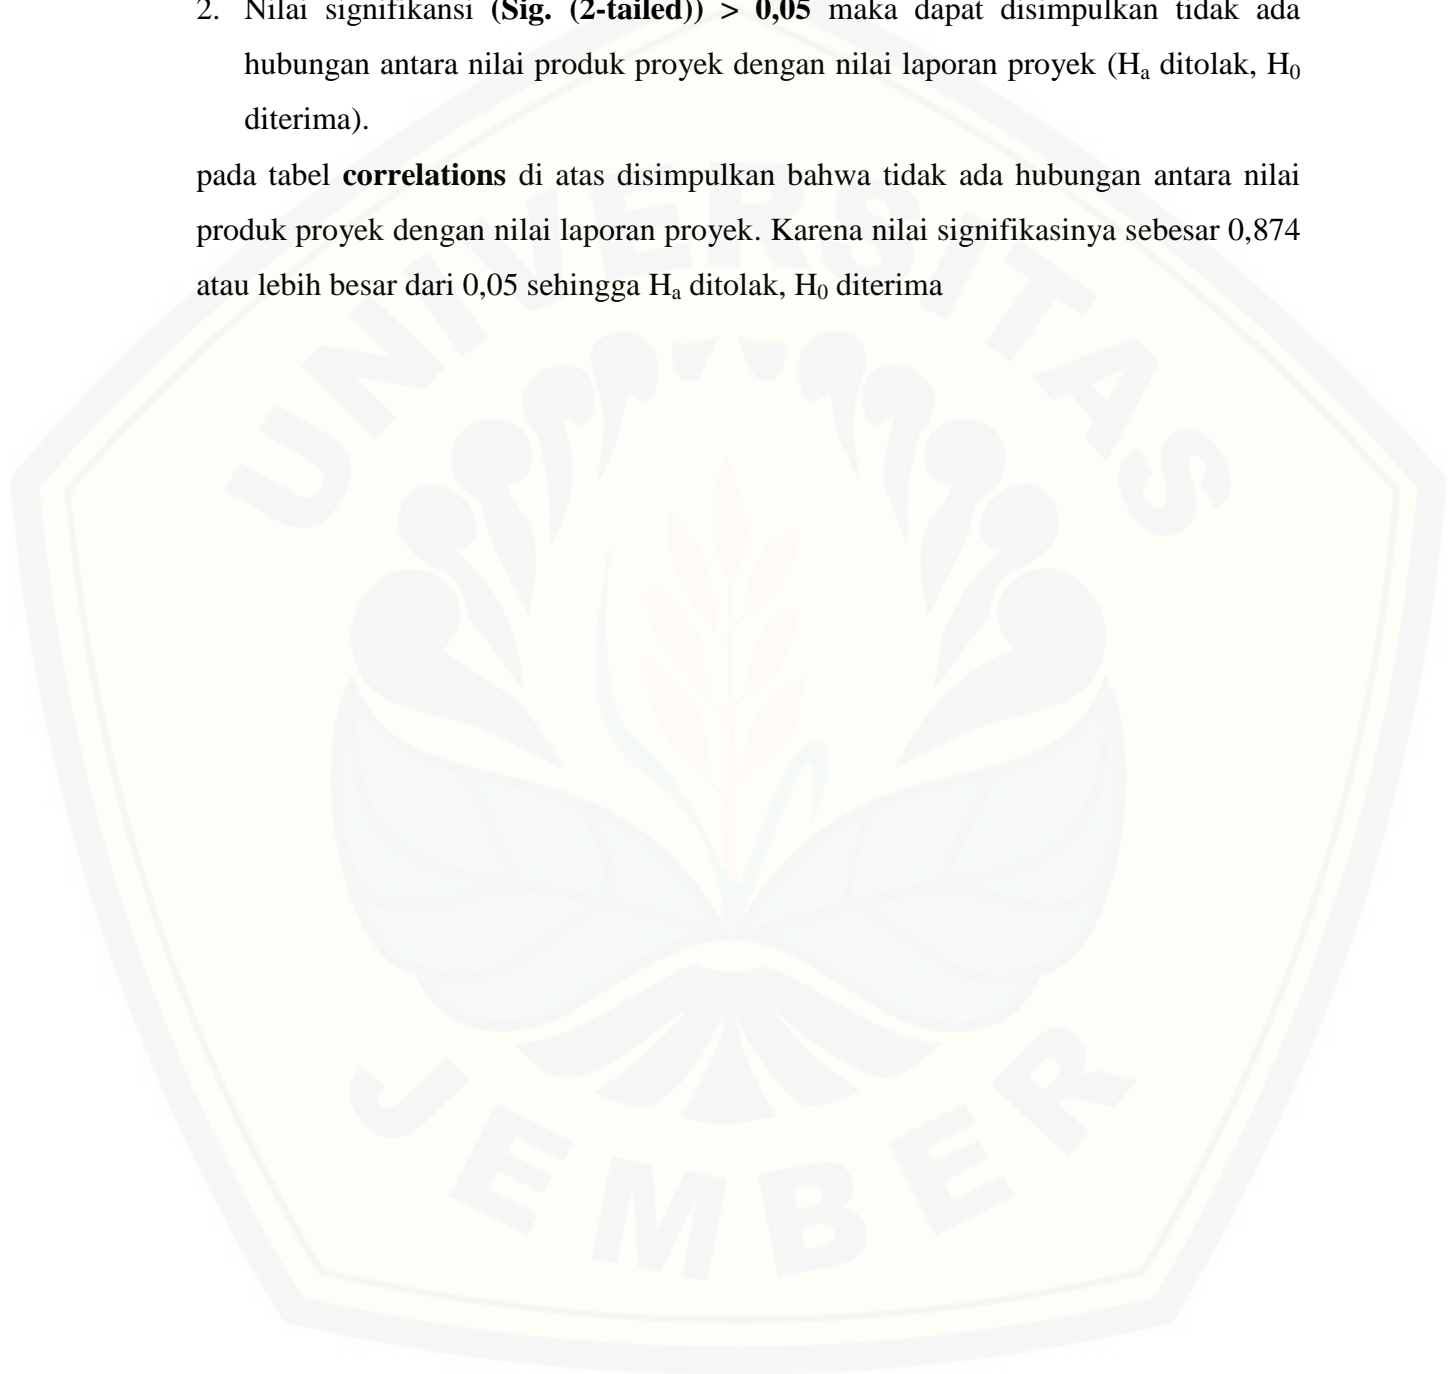 2. Nilai signifikansi (Sig. (2-tailed)) > 0,05 maka dapat disimpulkan tidak ada
hubungan antara nilai produk proyek dengan nilai laporan proyek (Ha ditolak, H0
diterima).
pada tabel correlations di atas disimpulkan bahwa tidak ada hubungan antara nilai
produk proyek dengan nilai laporan proyek. Karena nilai signifikasinya sebesar 0,874
atau lebih besar dari 0,05 sehingga Ha ditolak, H0 diterima
UNIVERSITAS
JEMBER